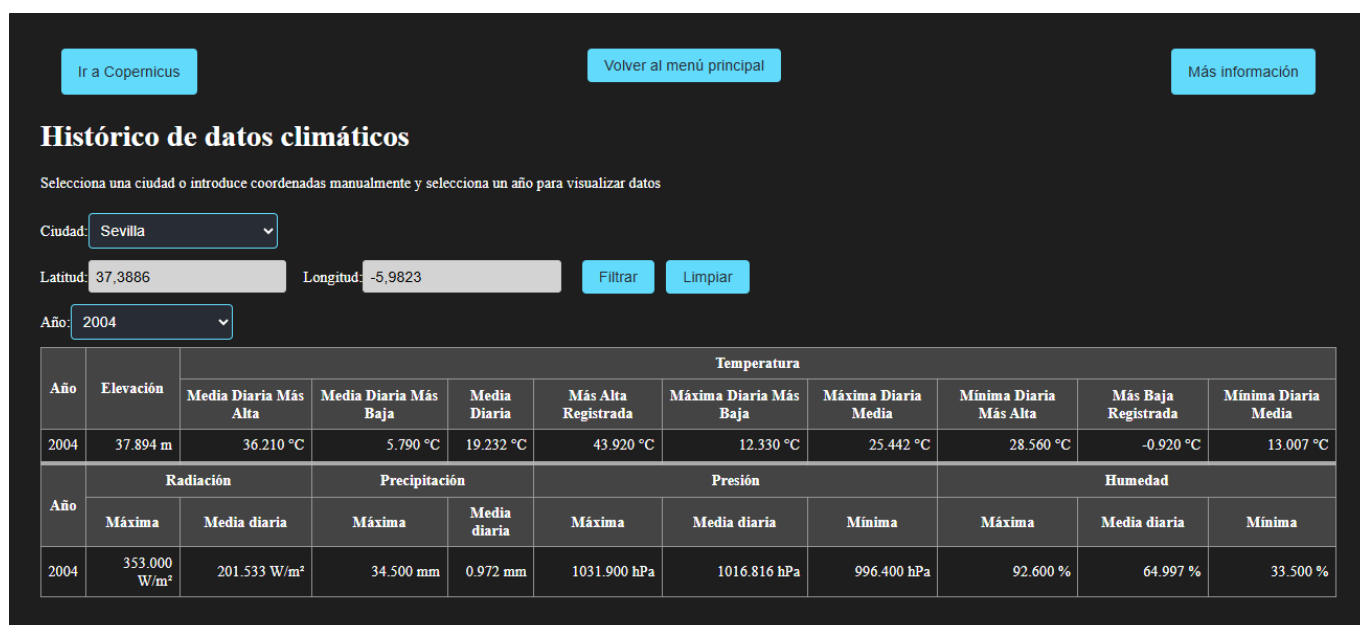 Ir a Copernicus
Volver al menú principal
Más información
Histórico de datos climáticos
Selecciona una ciudad o introduce coordenadas manualmente y selecciona un año para visualizar datos
Ciudad: Sevilla
Latitud: 37,3886 Longitud: -5,9823 Filtrar Limpiar
Año: 2004
Año Elevación Temperatura
Media Diaria Más Alta Media Diaria Más Baja Media Diaria Más Alta Registrada Máxima Diaria Más Baja Máxima Diaria Media Mínima Diaria Más Alta Más Baja Registrada Mínima Diaria Media
2004 37.894 m 36.210 °C 5.790 °C 19.232 °C 43.920 °C 12.330 °C 25.442 °C 28.560 °C -0.920 °C 13.007 °C
Año Radiación Precipitación Presión Humedad
Máxima Media diaria Máxima Media diaria Máxima Media diaria Mínima Máxima Media diaria Mínima
2004 353.000 W/m² 201.533 W/m² 34.500 mm 0.972 mm 1031.900 hPa 1016.816 hPa 996.400 hPa 92.600 % 64.997 % 33.500 %